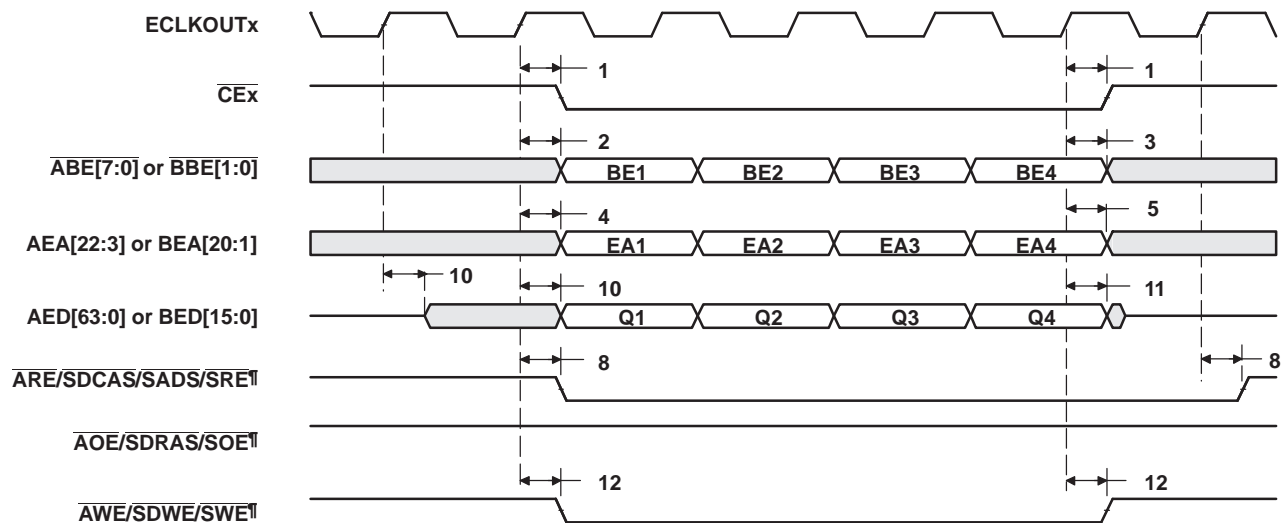 ECLKOUTx
1 1
CEx
2 3
ABE[7:0] or BBE[1:0]
BE1 BE2 BE3 BE4
4 5
AEA[22:3] or BEA[20:1]
EA1 EA2 EA3 EA4
10 10 11
AED[63:0] or BED[15:0]
Q1 Q2 Q3 Q4
8 8
ARE/SDCAS/SADS/SRE¶
AOE/SDRAS/SOE¶
12 12
AWE/SDWE/SWE¶